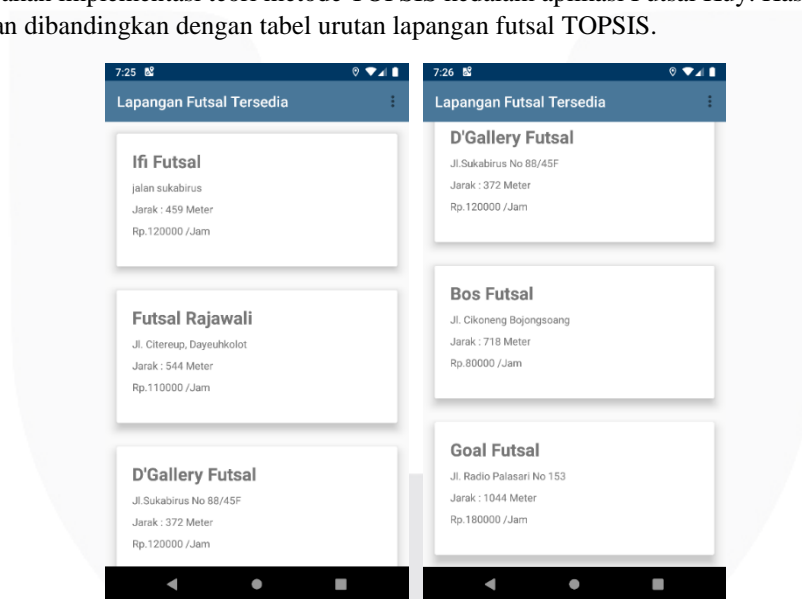 implementasi teori metode TOPSIS
aplikasi Futsal
an dibandingkan dengan tabel urutan lapangan futsal TOPSIS.
7:25
Lapangan Futsal Tersedia
Ifi Futsal
jalan sukabirus
Jarak : 459 Meter
Rp.120000 /Jam
Futsal Rajawali
Jl. Citereup, Dayeuhkolot
Jarak : 544 Meter
Rp.110000 /Jam
D'Gallery Futsal
Jl.Sukabirus No 88/45F
Jarak : 372 Meter
Rp.120000 /Jam
7:26
Lapangan Futsal Tersedia
D'Gallery Futsal
Jl.Sukabirus No 88/45F
Jarak : 372 Meter
Rp.120000 /Jam
Bos Futsal
Jl. Cikoneng Bojongsoang
Jarak : 718 Meter
Rp.80000 /Jam
Goal Futsal
Jl. Radio Palasari No 153
Jarak : 1044 Meter
Rp.180000 /Jam